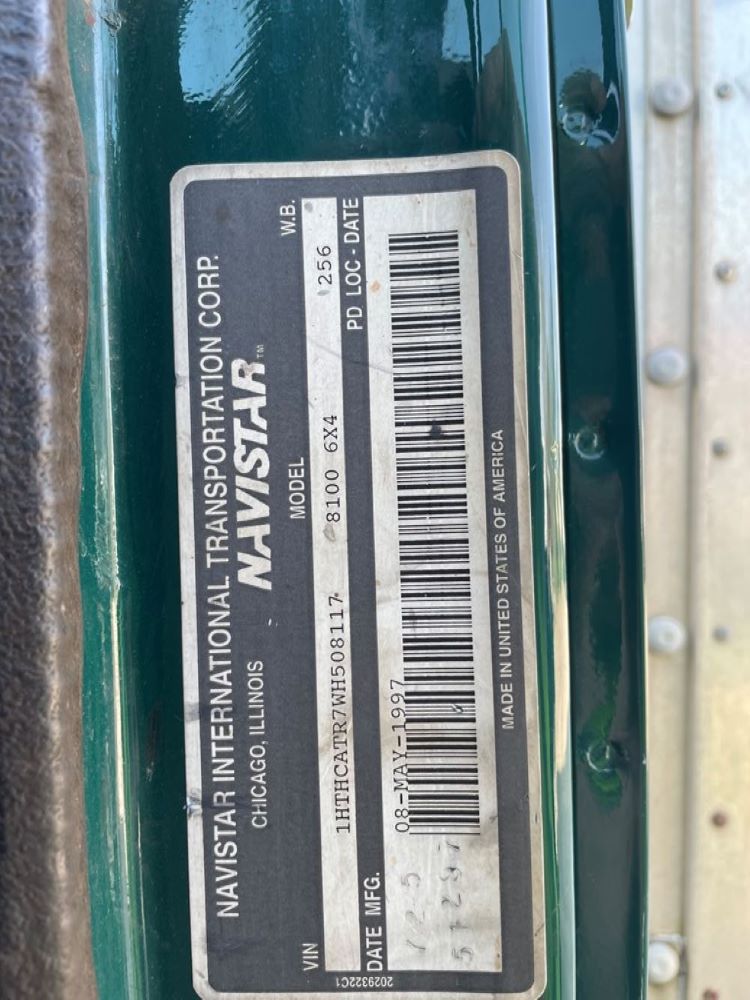 NAVISTAR INTERNATIONAL TRANSPORTATION CORP.
CHICAGO, ILLINOIS
NAVISTAR™
VIN MODEL W.B.
1HTHCATR7WH508117 8100 6X4 256
DATE MFG. PD LOC - DATE
08-MAY-1997
MADE IN UNITED STATES OF AMERICA
2029322C1